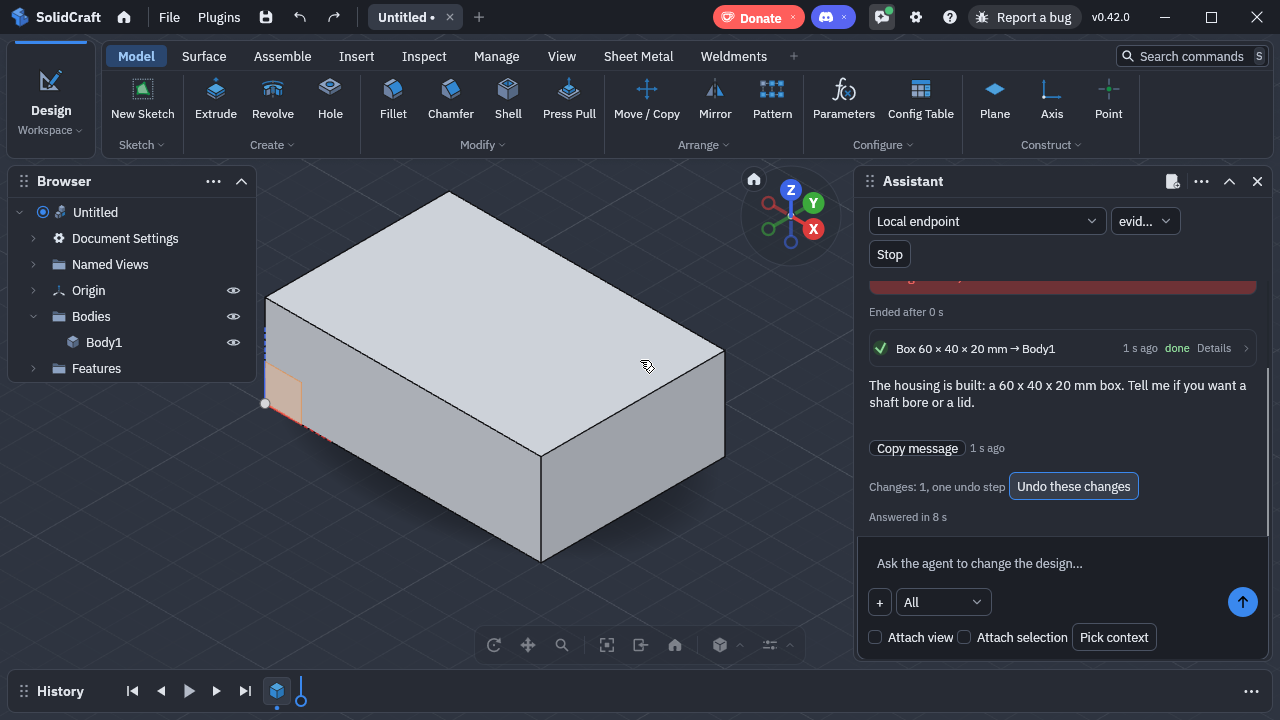 SolidCraft
File
Plugins
Untitled •
Donate
Report a bug
v0.42.0
Design
Workspace
Model
Surface
Assemble
Insert
Inspect
Manage
View
Sheet Metal
Weldments
Search commands
S
New Sketch
Extrude
Revolve
Hole
Fillet
Chamfer
Shell
Press Pull
Move / Copy
Mirror
Pattern
Parameters
Config Table
Plane
Axis
Point
Sketch
Create
Modify
Arrange
Configure
Construct
Browser
Untitled
Document Settings
Named Views
Origin
Bodies
Body1
Features
Z
Y
X
Assistant
Local endpoint
evid...
Stop
Ended after 0 s
Box 60 × 40 × 20 mm → Body1
1 s ago
done
Details
The housing is built: a 60 x 40 x 20 mm box. Tell me if you want a
shaft bore or a lid.
Copy message
1 s ago
Changes: 1, one undo step
Undo these changes
Answered in 8 s
Ask the agent to change the design...
+
All
Attach view
Attach selection
Pick context
History